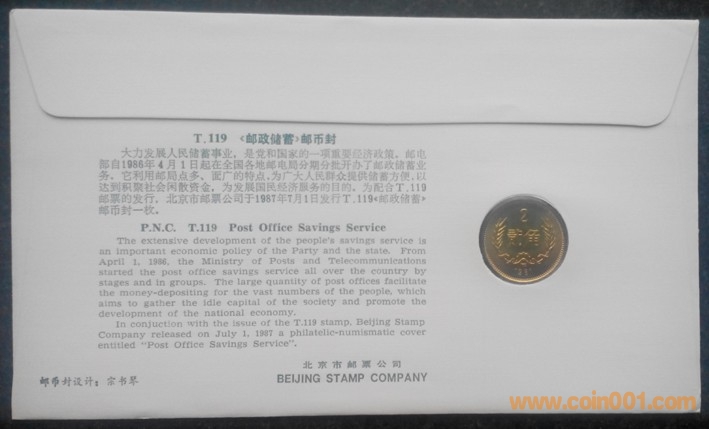 T.119 《邮政储蓄》邮币封
大力发展人民储蓄事业，是党和国家的一项重要经济政策。邮电
部自1986年4月1日起在全国各地邮电局分期分批开办了邮政储蓄业
务。它利用邮局点多、面广的特点，为广大人民群众提供储蓄方便，以
达到积聚社会闲散资金，为发展国民经济服务的目的。为配合T.119
邮票的发行，北京市邮票公司于1987年7月1日发行T.119《邮政储蓄》
邮币封一枚。
P.N.C. T.119 Post Office Savings Service
The extensive development of the people's savings service is
an important economic policy of the Party and the state. From
April 1, 1986, the Ministry of Posts and Telecommunications
started the post office savings service all over the country by
stages and in groups. The large quantity of post offices facilitate
the money-depositing for the vast numbers of the people, which
aims to gather the idle capital of the society and promote the
development of the national economy.
In conjuction with the issue of the T.119 stamp, Beijing Stamp
Company released on July 1, 1987 a philatelic-numismatic cover
entitled "Post Office Savings Service".
北京市邮票公司
BEIJING STAMP COMPANY
邮币封设计：宗书琴
2
贰角
1981
www.coin001.com